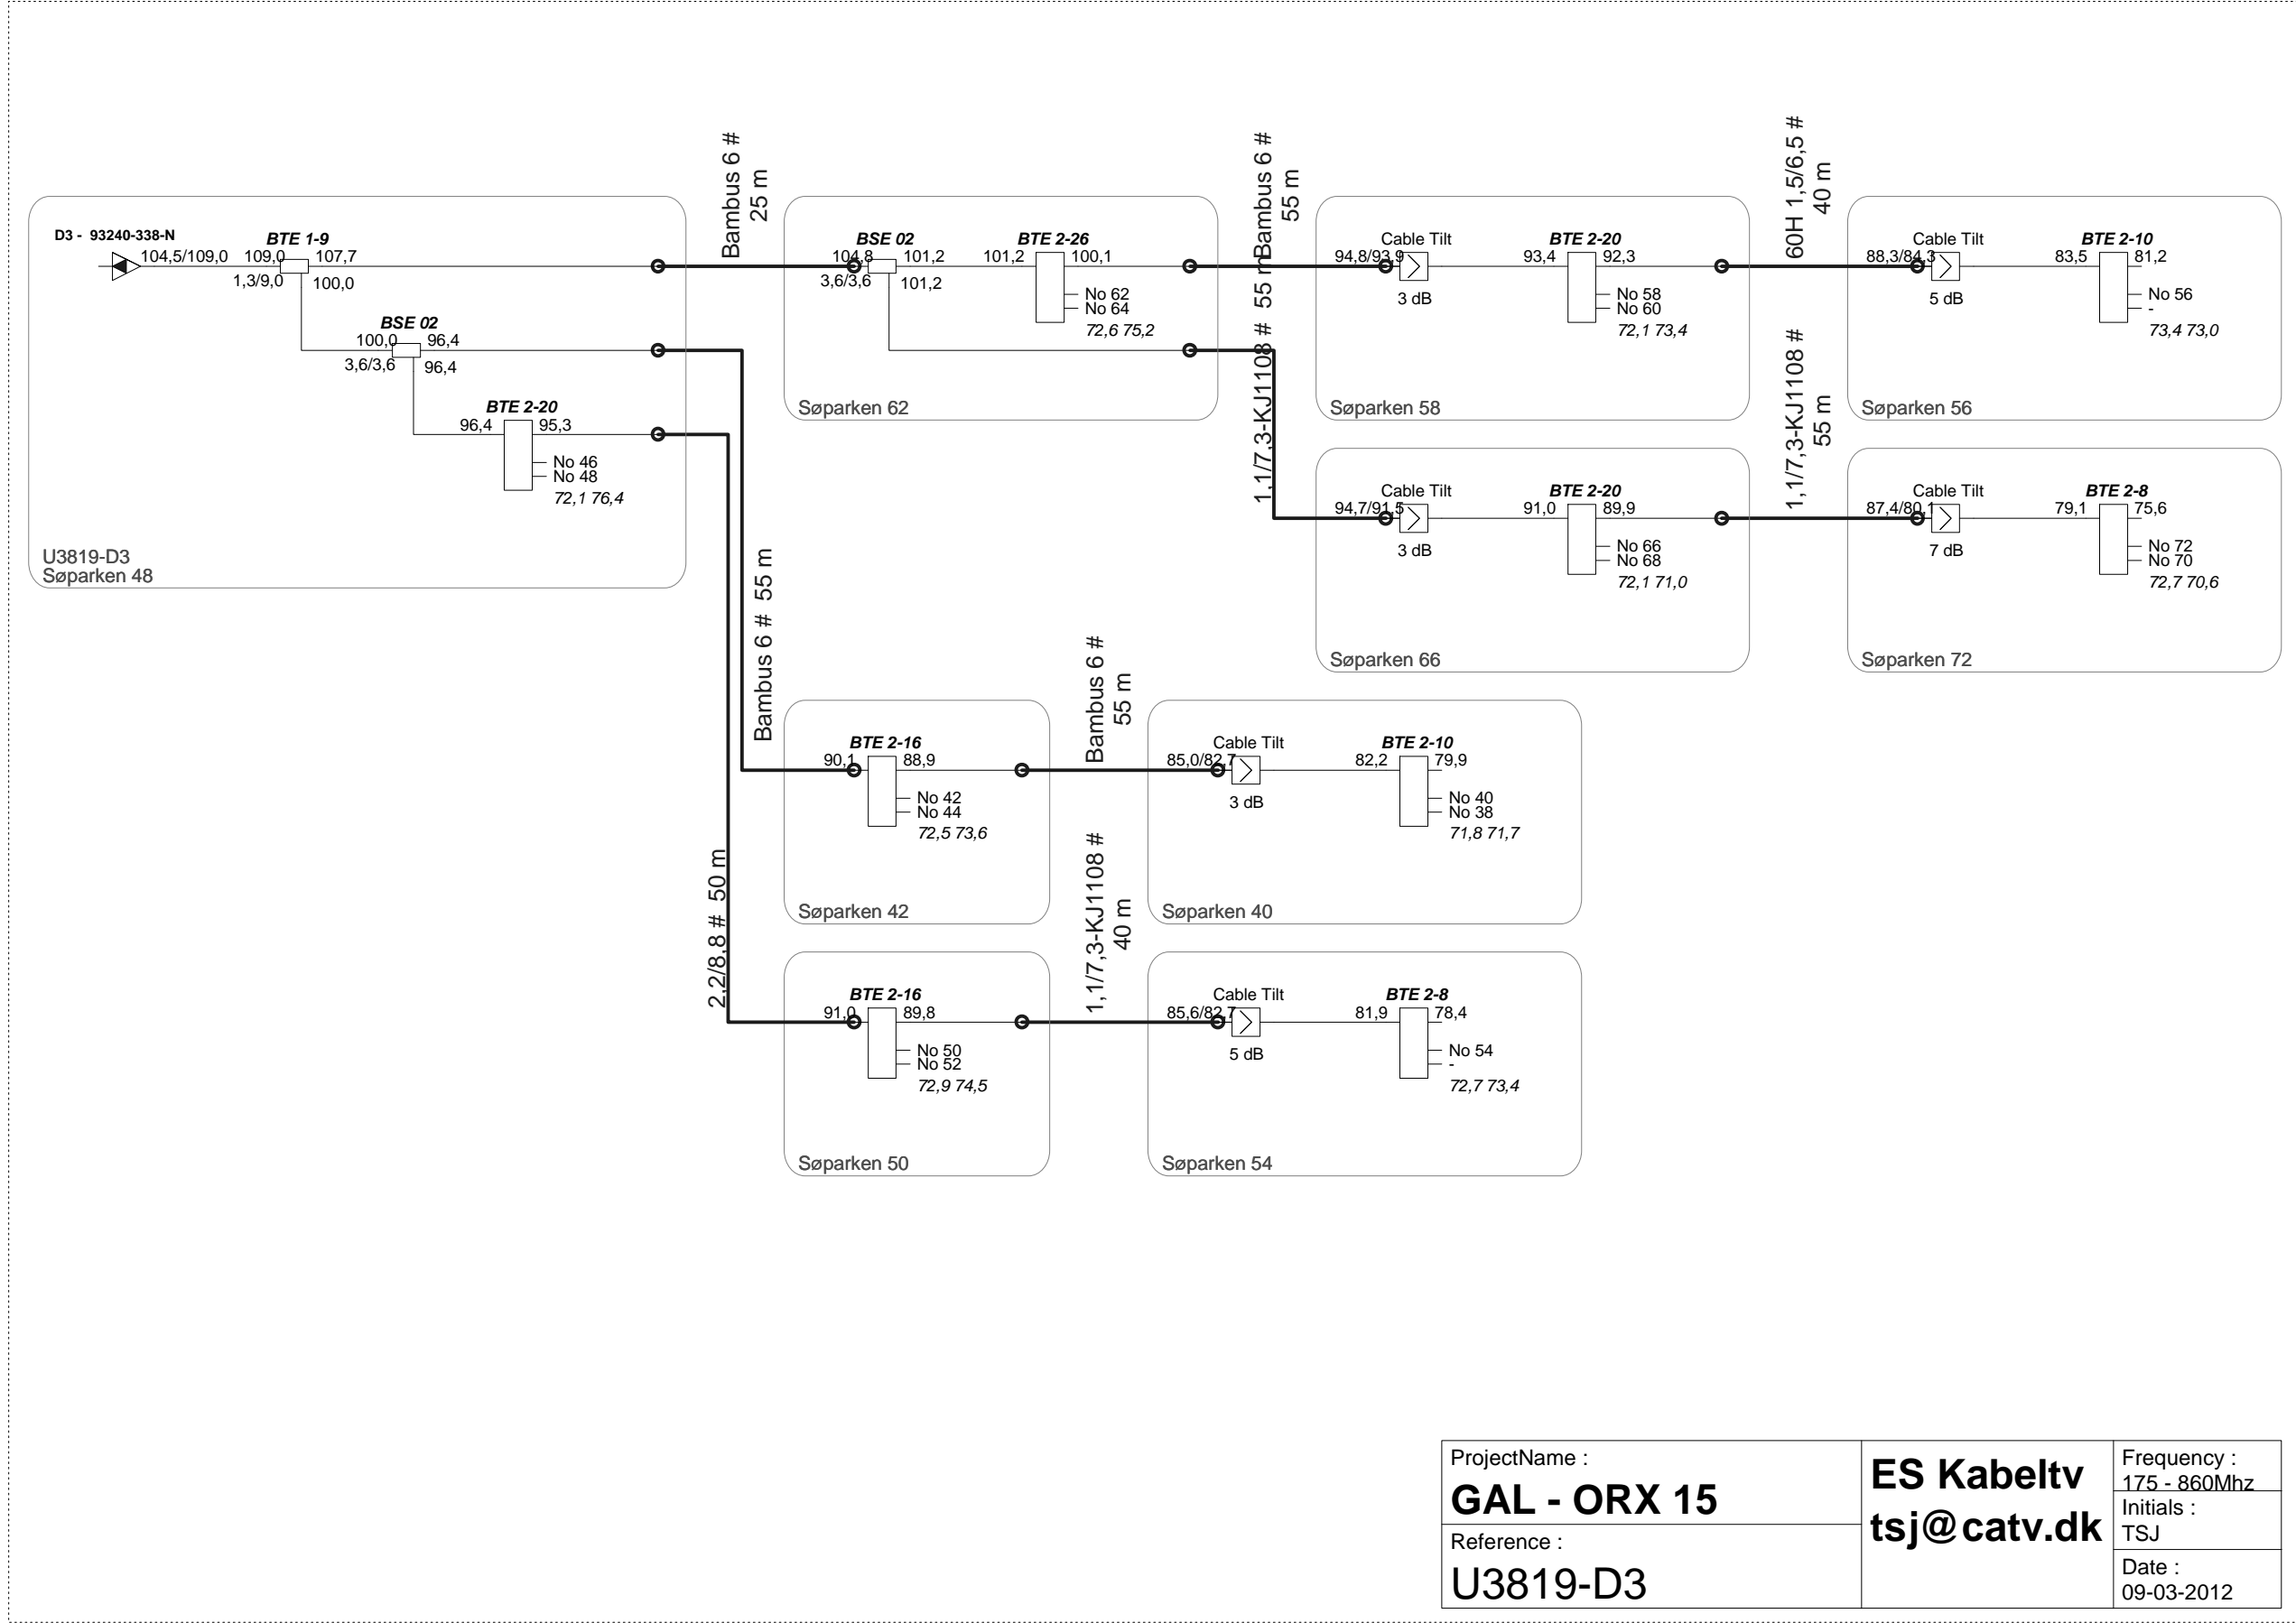 Bambus 6 #
25 m
Bambus 6 #
55 m
60H 1,5/6,5 #
40 m
D3 - 93240-338-N
104,5/109,0
BTE 1-9
109,0
107,7
1,3/9,0
100,0
BSE 02
100,0
96,4
3,6/3,6
96,4
BTE 2-20
96,4
95,3
No 46
No 48
72,1 76,4
U3819-D3
Søparken 48
BSE 02
104,8
101,2
3,6/3,6
101,2
BTE 2-26
101,2
100,1
No 62
No 64
72,6 75,2
Søparken 62
1,1/7,3-KJ1108 # 55 m
Cable Tilt
94,8/93,9
3 dB
BTE 2-20
93,4
92,3
No 58
No 60
72,1 73,4
Søparken 58
Cable Tilt
88,3/84,3
5 dB
BTE 2-10
83,5
81,2
No 56
-
73,4 73,0
Søparken 56
1,1/7,3-KJ1108 #
55 m
Cable Tilt
94,7/91,5
3 dB
BTE 2-20
91,0
89,9
No 66
No 68
72,1 71,0
Søparken 66
Cable Tilt
87,4/80,1
7 dB
BTE 2-8
79,1
75,6
No 72
No 70
72,7 70,6
Søparken 72
Bambus 6 # 55 m
Bambus 6 #
55 m
BTE 2-16
90,1
88,9
No 42
No 44
72,5 73,6
Søparken 42
Cable Tilt
85,0/82,7
3 dB
BTE 2-10
82,2
79,9
No 40
No 38
71,8 71,7
Søparken 40
2,2/8,8 # 50 m
1,1/7,3-KJ1108 #
40 m
BTE 2-16
91,0
89,8
No 50
No 52
72,9 74,5
Søparken 50
Cable Tilt
85,6/82,7
5 dB
BTE 2-8
81,9
78,4
No 54
-
72,7 73,4
Søparken 54
ProjectName :
GAL - ORX 15
Reference :
U3819-D3
ES Kabeltv
tsj@catv.dk
Frequency :
175 - 860Mhz
Initials :
TSJ
Date :
09-03-2012